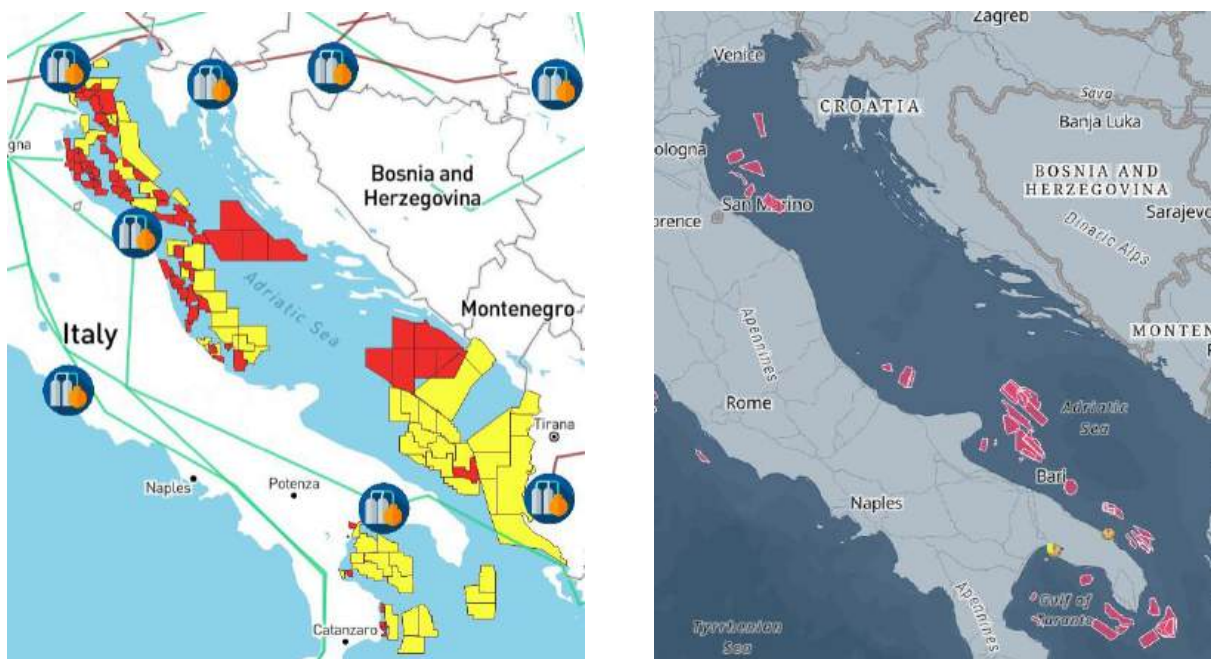 gna
Bosnia and
Herzegovina
Adriatic Sea
Montenegro
Italy
Tirana
Naples
Potenza
Catanzaro
Zagreb
Venice
CROATIA
Sava
Banja Luka
ologna
BOSNIA AND
HERZEGOVINA
San Marino
Sarajevo
orence
Dinaric Alps
MONTEN
Apennines
Rome
Adriatic
Sea
Bari
Naples
Gulf of
Taranto
Apennines
Tyrrhenian
Sea